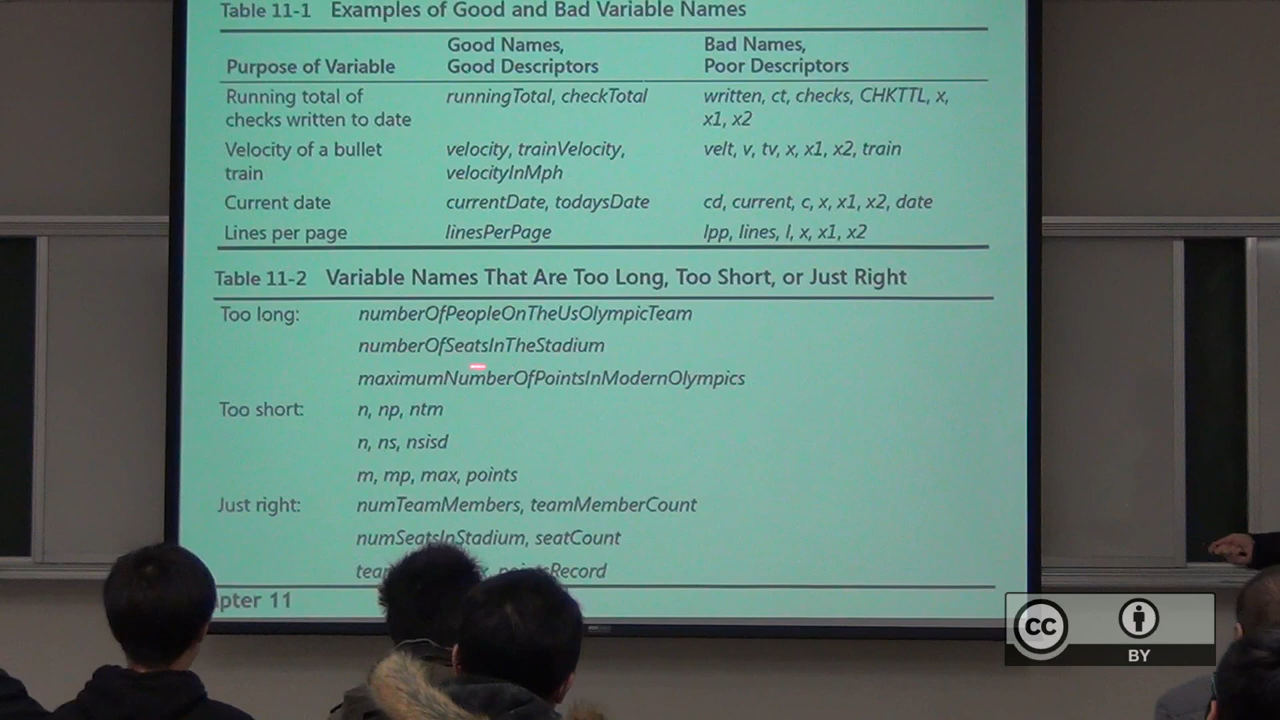 Table 11-1 Examples of Good and Bad Variable Names
Purpose of Variable Good Names, Good Descriptors Bad Names, Poor Descriptors
Running total of checks written to date runningTotal, checkTotal written, ct, checks, CHKTTL, x, x1, x2
Velocity of a bullet train velocity, trainVelocity, velocityInMph velt, v, tv, x, x1, x2, train
Current date currentDate, todaysDate cd, current, c, x, x1, x2, date
Lines per page linesPerPage lpp, lines, l, x, x1, x2
Table 11-2 Variable Names That Are Too Long, Too Short, or Just Right
Too long: numberOfPeopleOnTheUsOlympicTeam
numberOfSeatsInTheStadium
maximumNumberOfPointsInModernOlympics
Too short: n, np, ntm
n, ns, nsisd
m, mp, max, points
Just right: numTeamMembers, teamMemberCount
numSeatsInStadium, seatCount
pointsRecord
pter 11
CC
BY